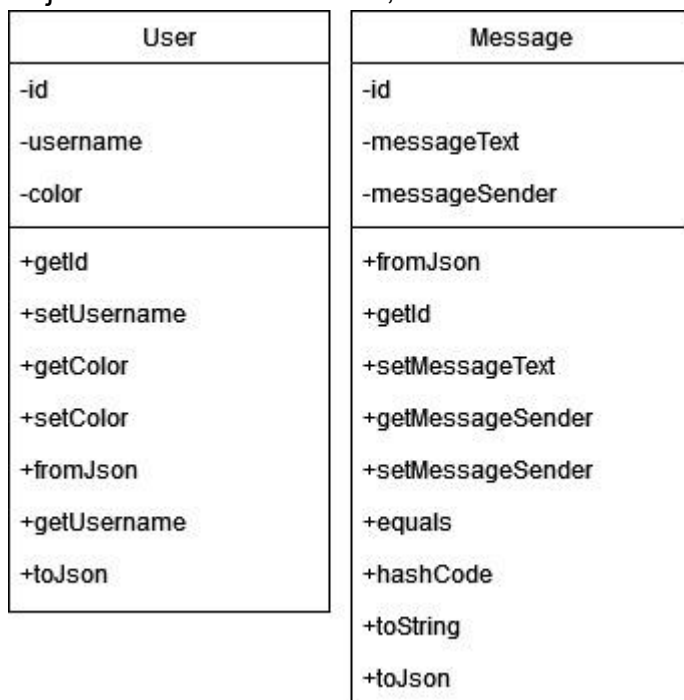 User
-id
-username
-color
+getId
+setUsername
+getColor
+setColor
+fromJson
+getUsername
+toJson
Message
-id
-messageText
-messageSender
+fromJson
+getId
+setMessageText
+getMessageSender
+setMessageSender
+equals
+hashCode
+toString
+toJson